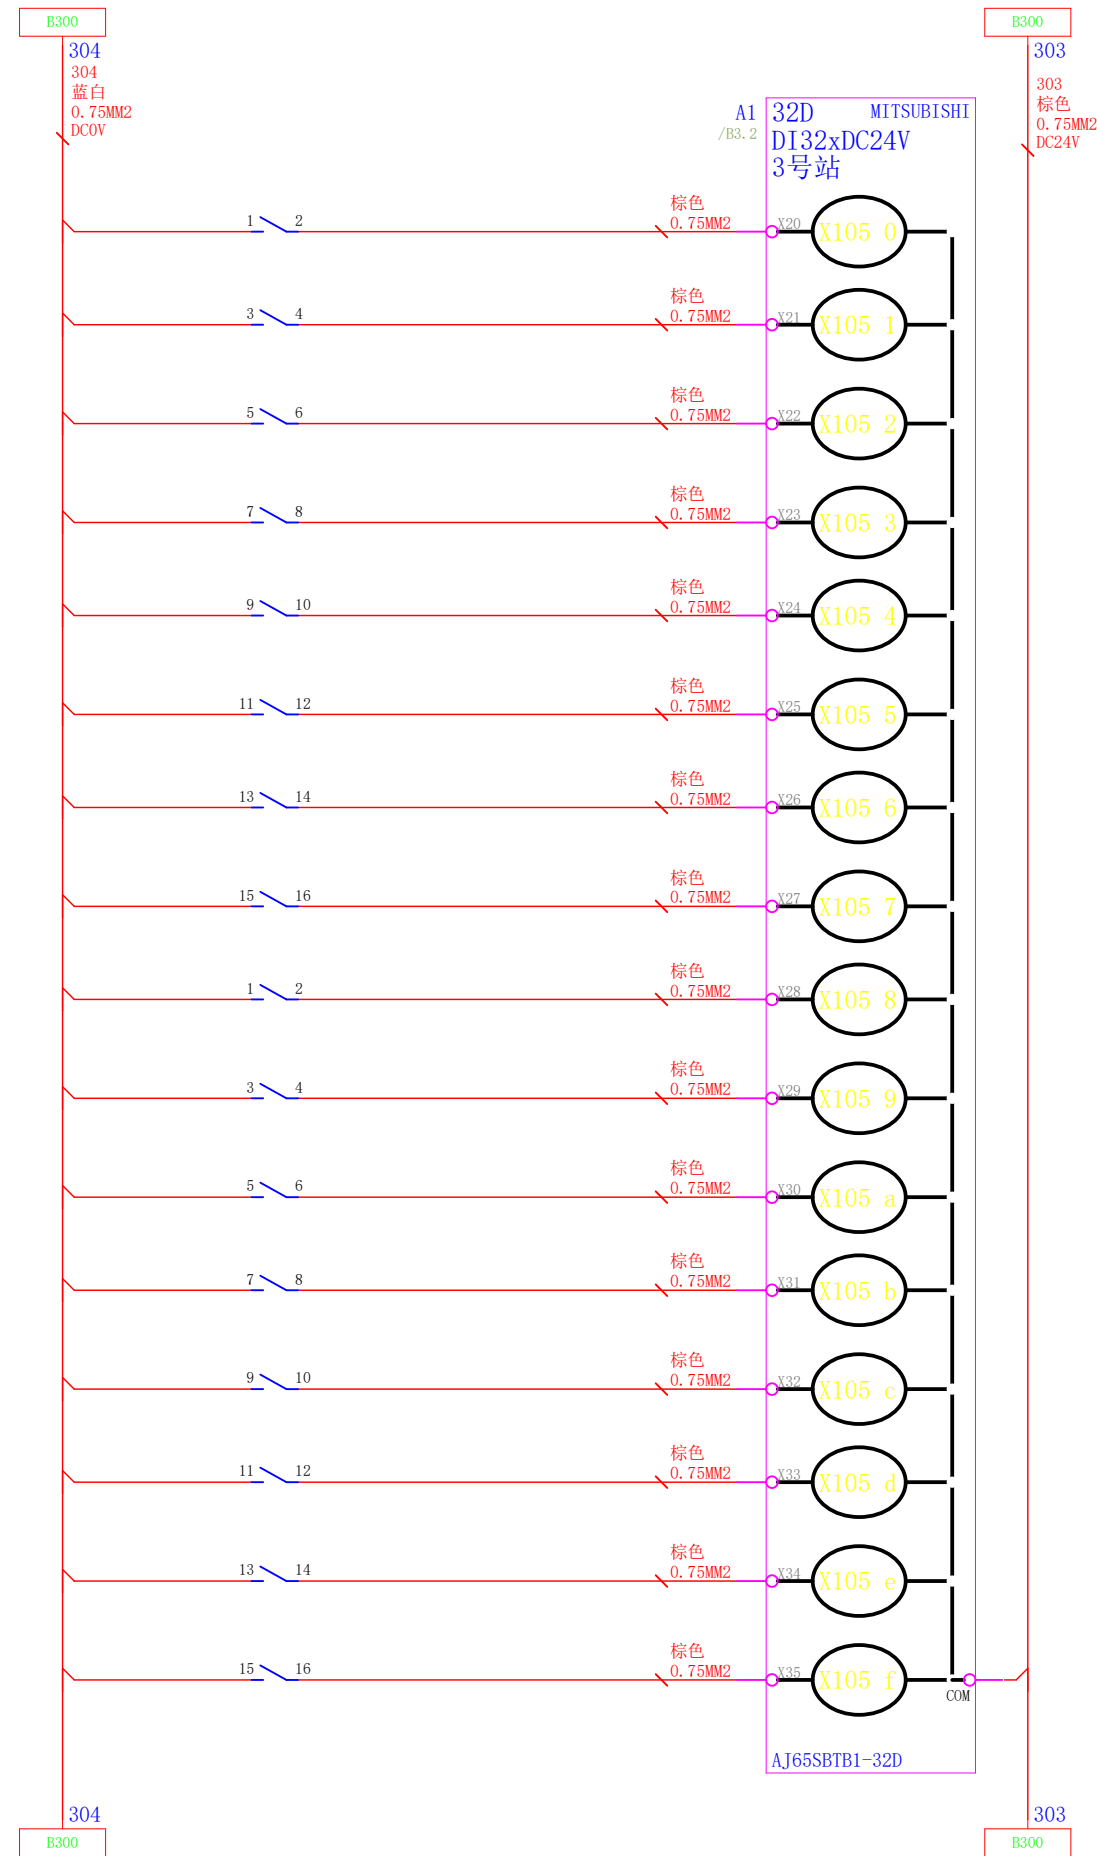 B300
B300
304
303
304
蓝白
0.75MM2
DC0V
303
棕色
0.75MM2
DC24V
A1
/B3.2
32D
MITSUBISHI
DI32xDC24V
3号站
1 2
棕色
0.75MM2
X20
X105 0
3 4
棕色
0.75MM2
X21
X105 1
5 6
棕色
0.75MM2
X22
X105 2
7 8
棕色
0.75MM2
X23
X105 3
9 10
棕色
0.75MM2
X24
X105 4
11 12
棕色
0.75MM2
X25
X105 5
13 14
棕色
0.75MM2
X26
X105 6
15 16
棕色
0.75MM2
X27
X105 7
1 2
棕色
0.75MM2
X28
X105 8
3 4
棕色
0.75MM2
X29
X105 9
5 6
棕色
0.75MM2
X30
X105 a
7 8
棕色
0.75MM2
X31
X105 b
9 10
棕色
0.75MM2
X32
X105 c
11 12
棕色
0.75MM2
X33
X105 d
13 14
棕色
0.75MM2
X34
X105 e
15 16
棕色
0.75MM2
X35
X105 f
COM
AJ65SBTB1-32D
304
303
B300
B300